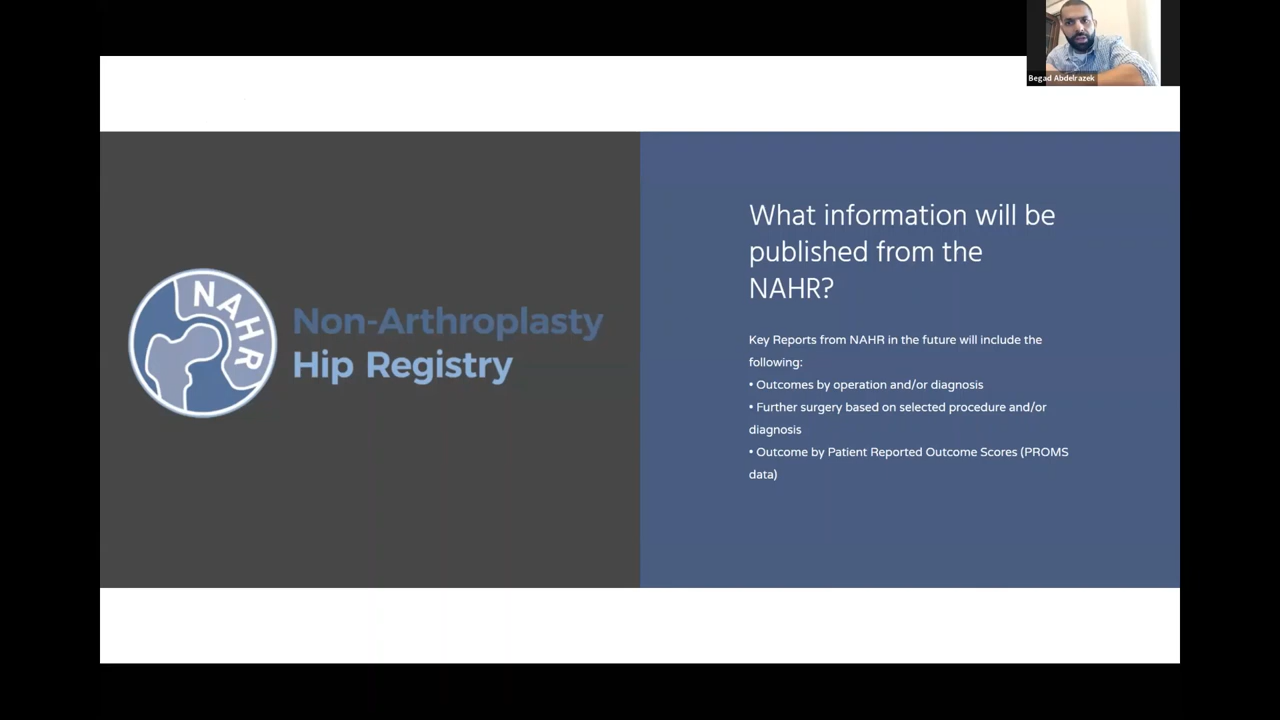 Begad Abdelrazek
NAHR
Non-Arthroplasty
Hip Registry
What information will be
published from the
NAHR?
Key Reports from NAHR in the future will include the
following:
• Outcomes by operation and/or diagnosis
• Further surgery based on selected procedure and/or
diagnosis
• Outcome by Patient Reported Outcome Scores (PROMS
data)